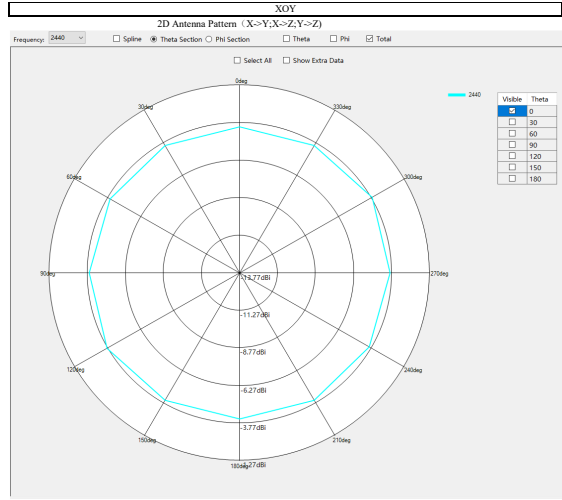 XOY
2D Antenna Pattern（X->Y;X->Z;Y->Z)
Frequency: 2440 Spline Theta Section Phi Section Theta Phi Total
Select All Show Extra Data
2440
Visible Theta
0
30
60
90
120
150
180
0deg
30deg
330deg
60deg
300deg
90deg
270deg
120deg
240deg
150deg
210deg
180deg
-13.77dBi
-11.27dBi
-8.77dBi
-6.27dBi
-3.77dBi
-1.27dBi